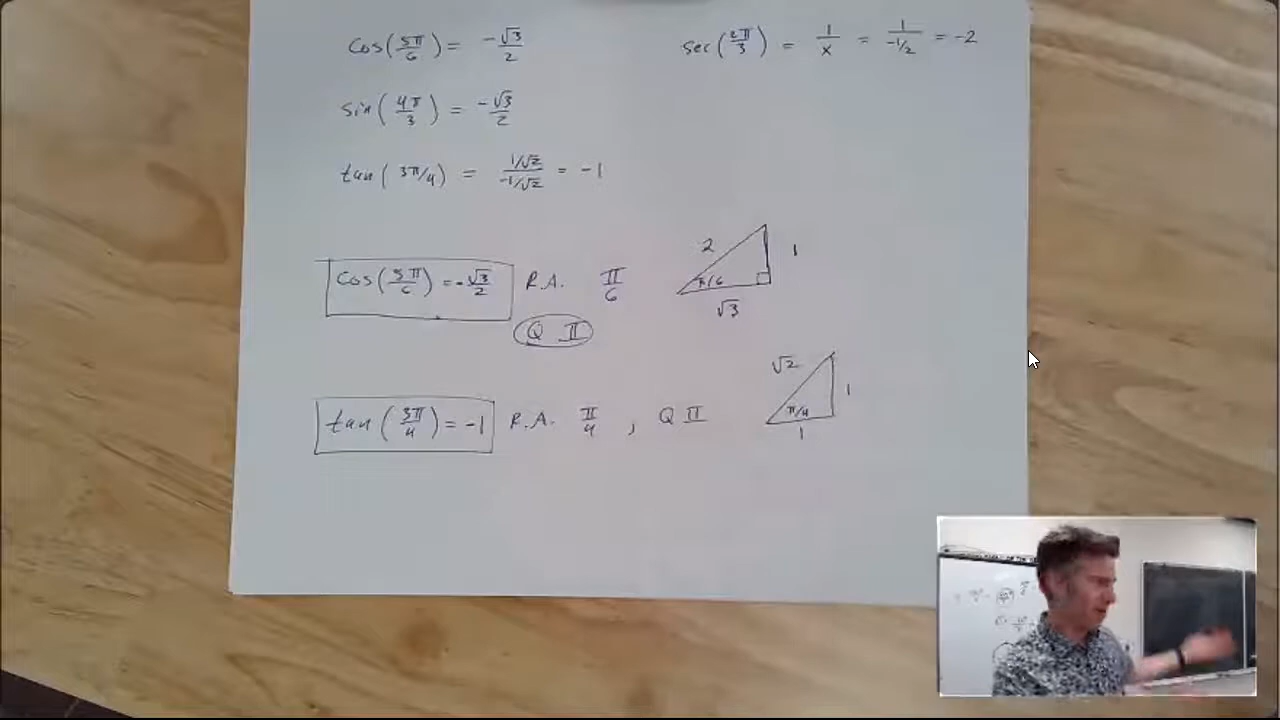 cos(5π/6) = -√3/2
sec(2π/3) = 1/x = 1/-1/2 = -2
sin(4π/3) = -√3/2
tan(3π/4) = 1/√2/-1/√2 = -1
cos(5π/6) = -√3/2 R.A. π/6
Q II
2
1
π/6
√3
tan(3π/4) = -1 R.A. π/4 , Q II
√2
1
π/4
1